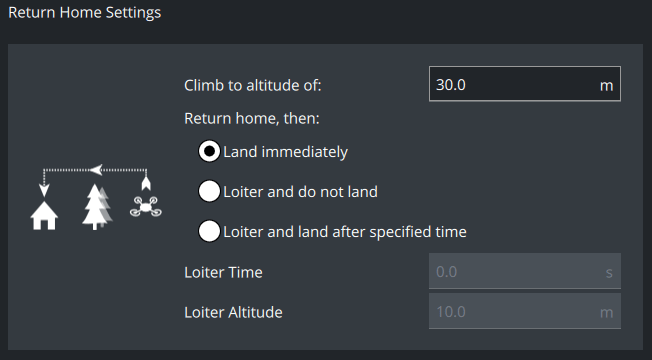 Return Home Settings
Climb to altitude of: 30.0 m
Return home, then:
Land immediately
Loiter and do not land
Loiter and land after specified time
Loiter Time 0.0 s
Loiter Altitude 10.0 m